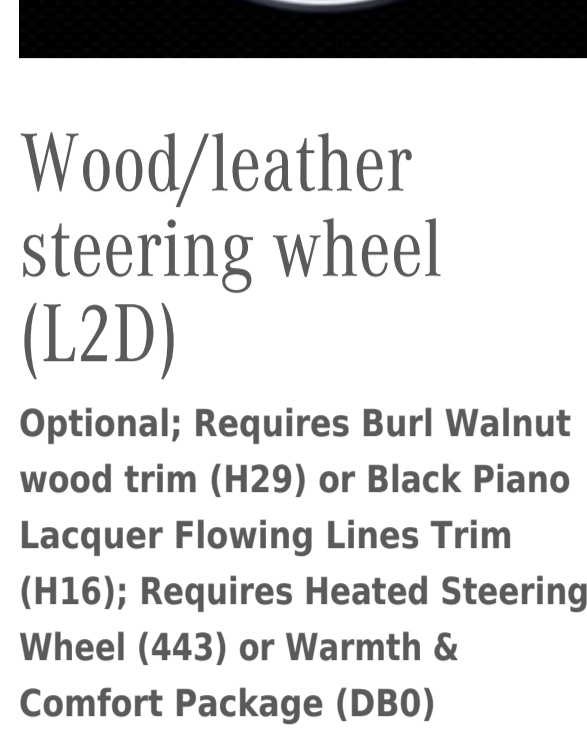 Wood/leather
steering wheel
(L2D)
Optional; Requires Burl Walnut
wood trim (H29) or Black Piano
Lacquer Flowing Lines Trim
(H16); Requires Heated Steering
Wheel (443) or Warmth &
Comfort Package (DB0)